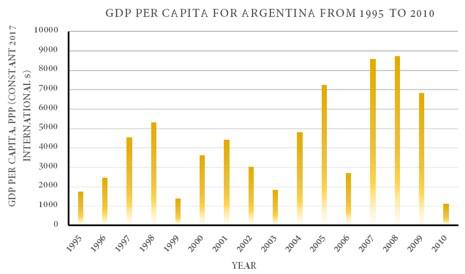 GDP PER CAPITA FOR ARGENTINA FROM 1995 TO 2010
GDP PER CAPITA, PPP (CONSTANT 2017
INTERNATIONAL $)
10000
9000
8000
7000
6000
5000
4000
3000
2000
1000
0
1995 1996 1997 1998 1999 2000 2001 2002 2003 2004 2005 2006 2007 2008 2009 2010
YEAR